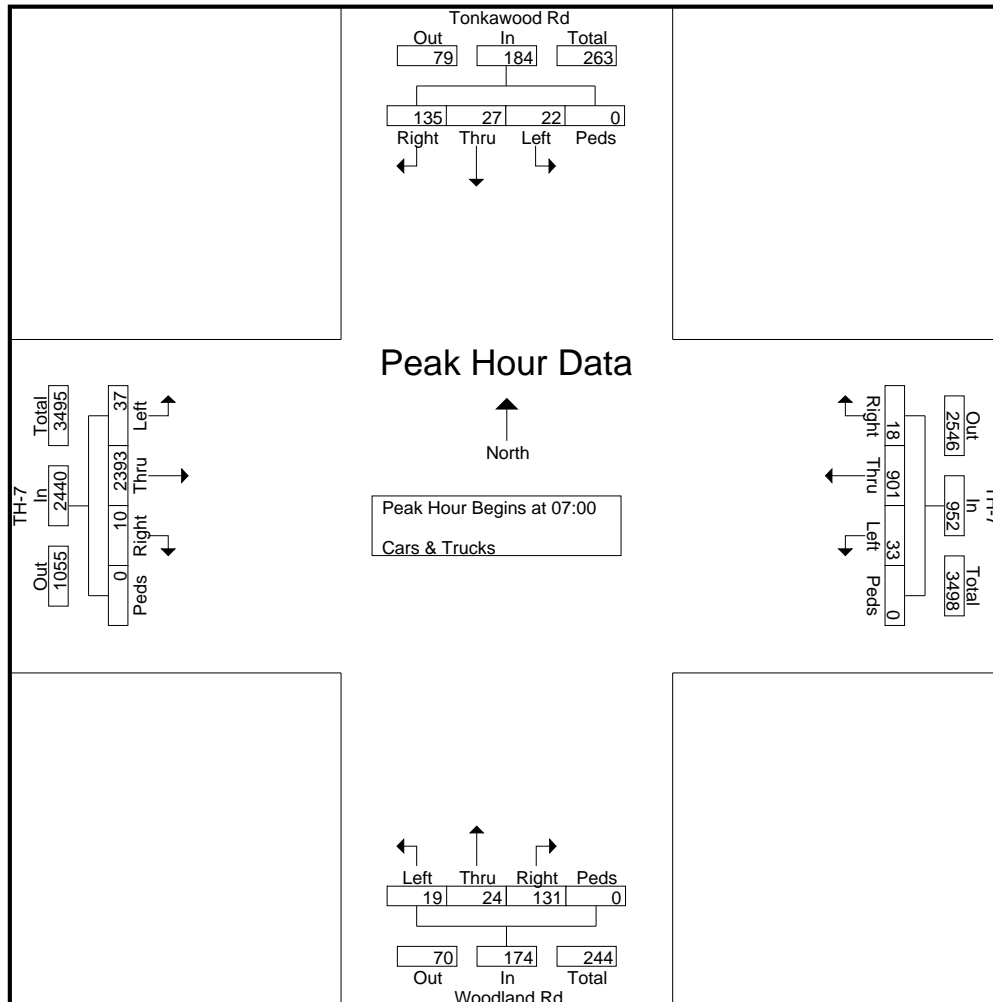 Tonkawood Rd
Out In Total
79 184 263
135 27 22 0
Right Thru Left Peds
Peak Hour Data
North
Peak Hour Begins at 07:00
Cars & Trucks
TH-7
Total In Out
3495 2440 1055
37 2393 10 0
Left Thru Right Peds
Right Thru Left Peds
18 901 33 0
Out In Total
2546 952 3498
TH-7
Left Thru Right Peds
19 24 131 0
70 174 244
Out In Total
Woodland Rd